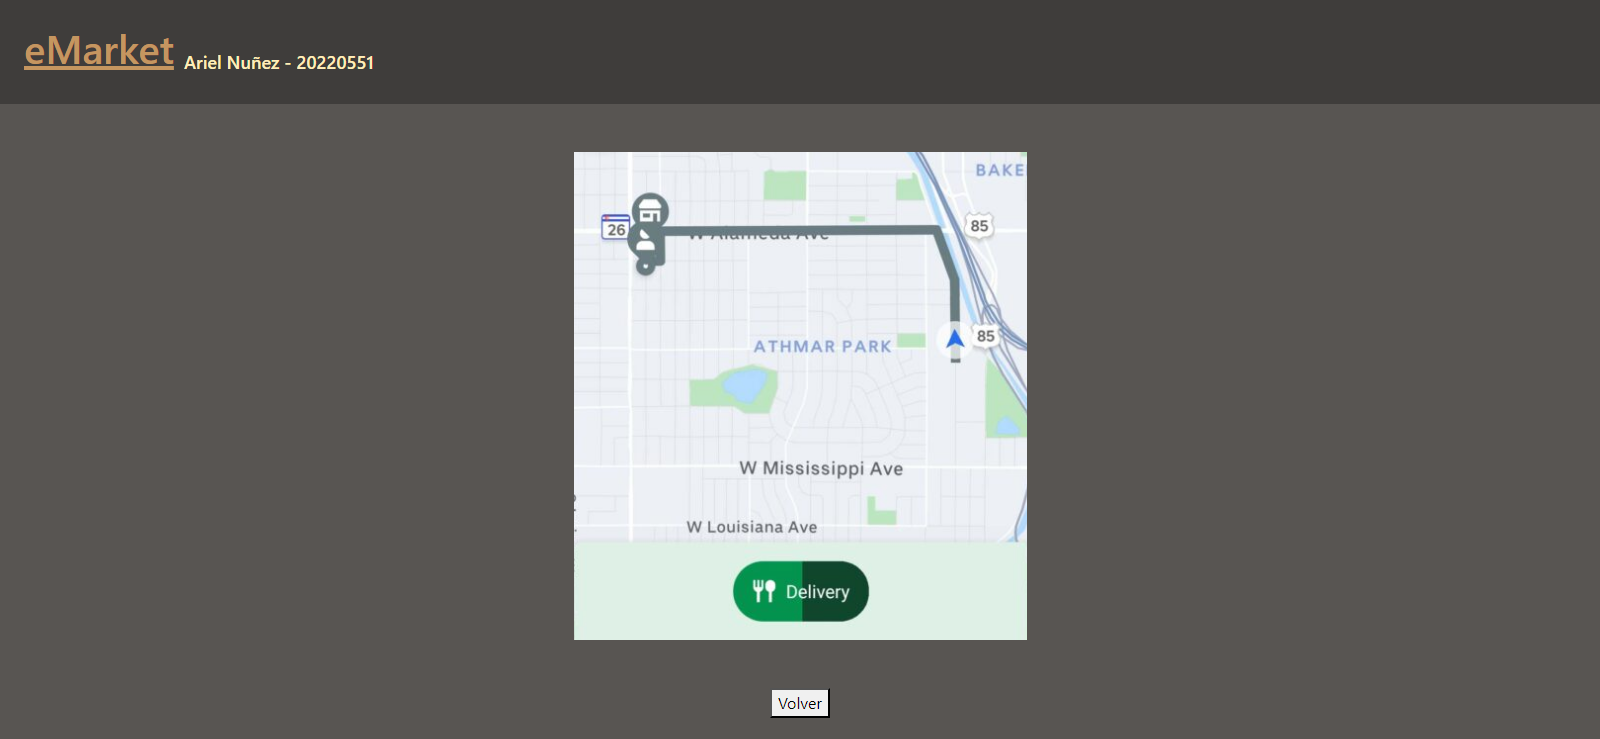 eMarket Ariel Nuñez - 20220551
BAKE
26
W Alameda Ave
85
85
ATHMAR PARK
W Mississippi Ave
W Louisiana Ave
Delivery
Volver